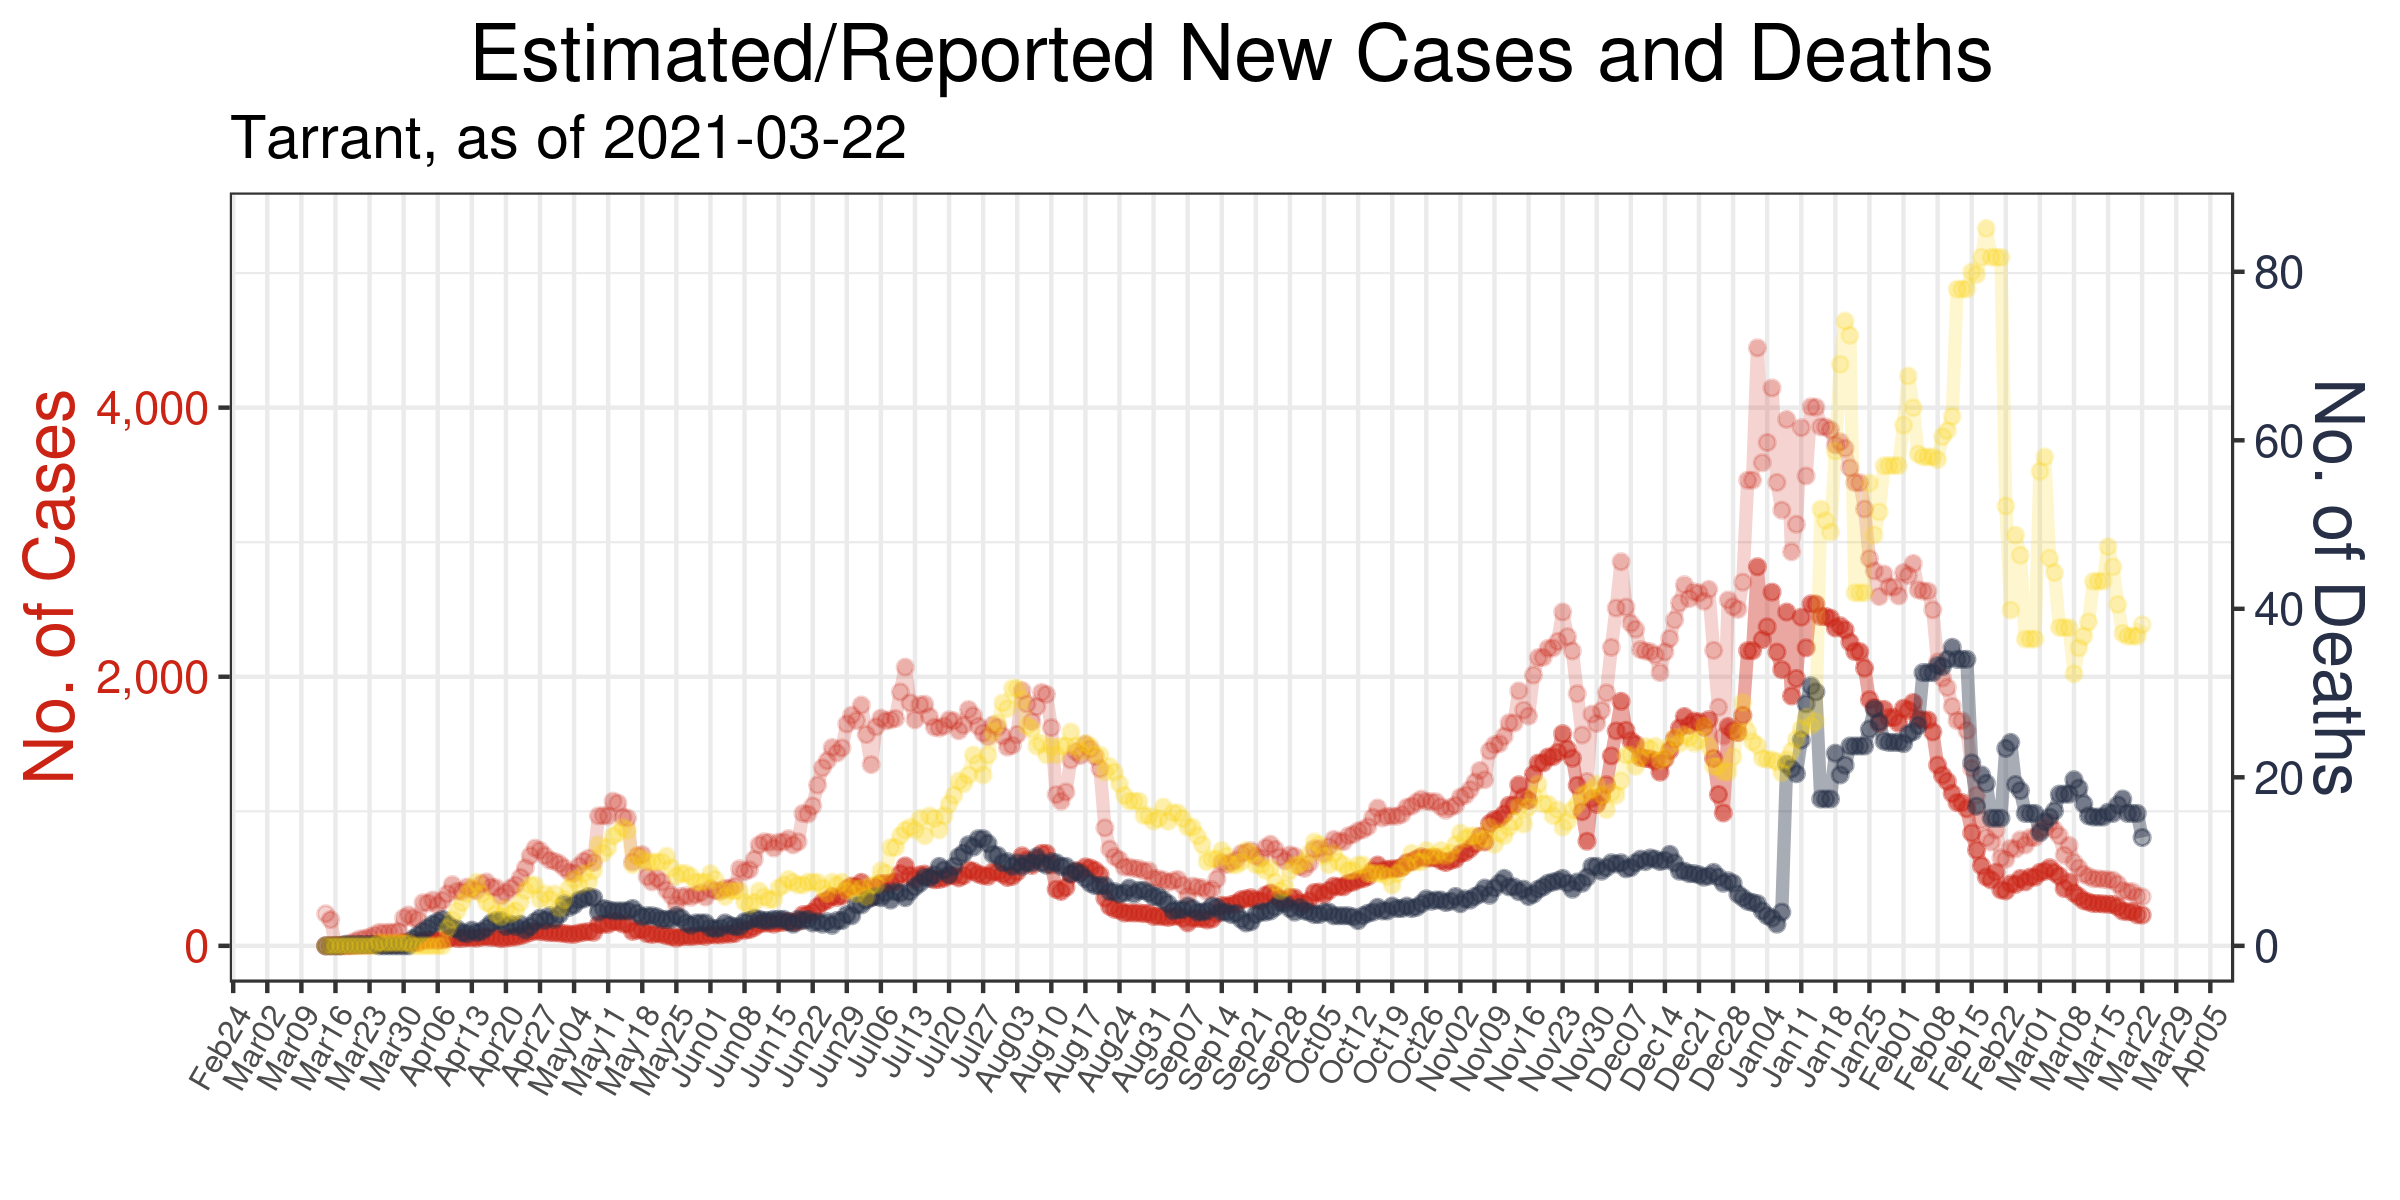 Estimated/Reported New Cases and Deaths
Tarrant, as of 2021-03-22
No. of Cases
4,000
2,000
0
80
60
40
20
0
No. of Deaths
Feb24
Mar02
Mar09
Mar16
Mar23
Mar30
Apr06
Apr13
Apr20
Apr27
May04
May11
May18
May25
Jun01
Jun08
Jun15
Jun22
Jun29
Jul06
Jul13
Jul20
Jul27
Aug03
Aug10
Aug17
Aug24
Aug31
Sep07
Sep14
Sep21
Sep28
Oct05
Oct12
Oct19
Oct26
Nov02
Nov09
Nov16
Nov23
Nov30
Dec07
Dec14
Dec21
Dec28
Jan04
Jan11
Jan18
Jan25
Feb01
Feb08
Feb15
Feb22
Mar01
Mar08
Mar15
Mar22
Mar29
Apr05